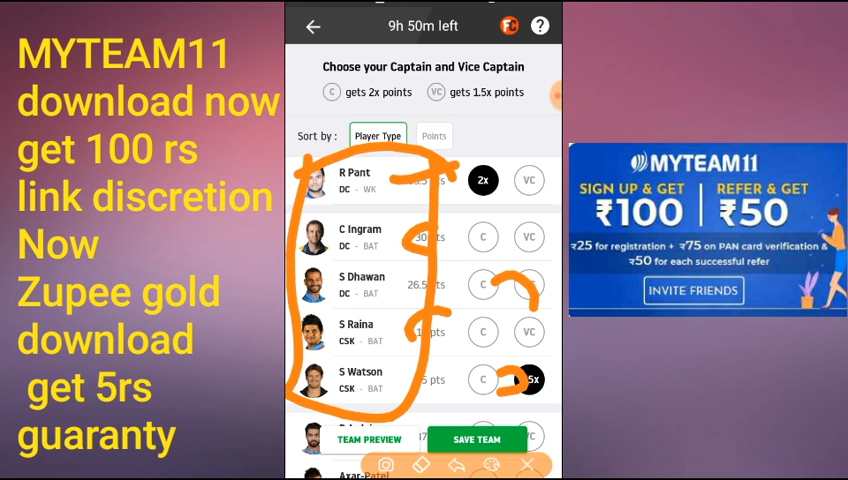 MYTEAM11
download now
get 100 rs
link discretion
Now
Zupee gold
download
get 5rs
guaranty
9h 50m left
FC
?
Choose your Captain and Vice Captain
C gets 2x points VC gets 1.5x points
Sort by : Player Type Points
R Pant
DC - WK
2x VC
C Ingram
DC - BAT
C VC
S Dhawan
DC - BAT
26.5
C
S Raina
CSK - BAT
pts
C VC
S Watson
CSK - BAT
pts
C
TEAM PREVIEW SAVE TEAM
MYTEAM11
SIGN UP & GET ₹100
REFER & GET ₹50
₹25 for registration + ₹75 on PAN card verification &
₹50 for each successful refer
INVITE FRIENDS